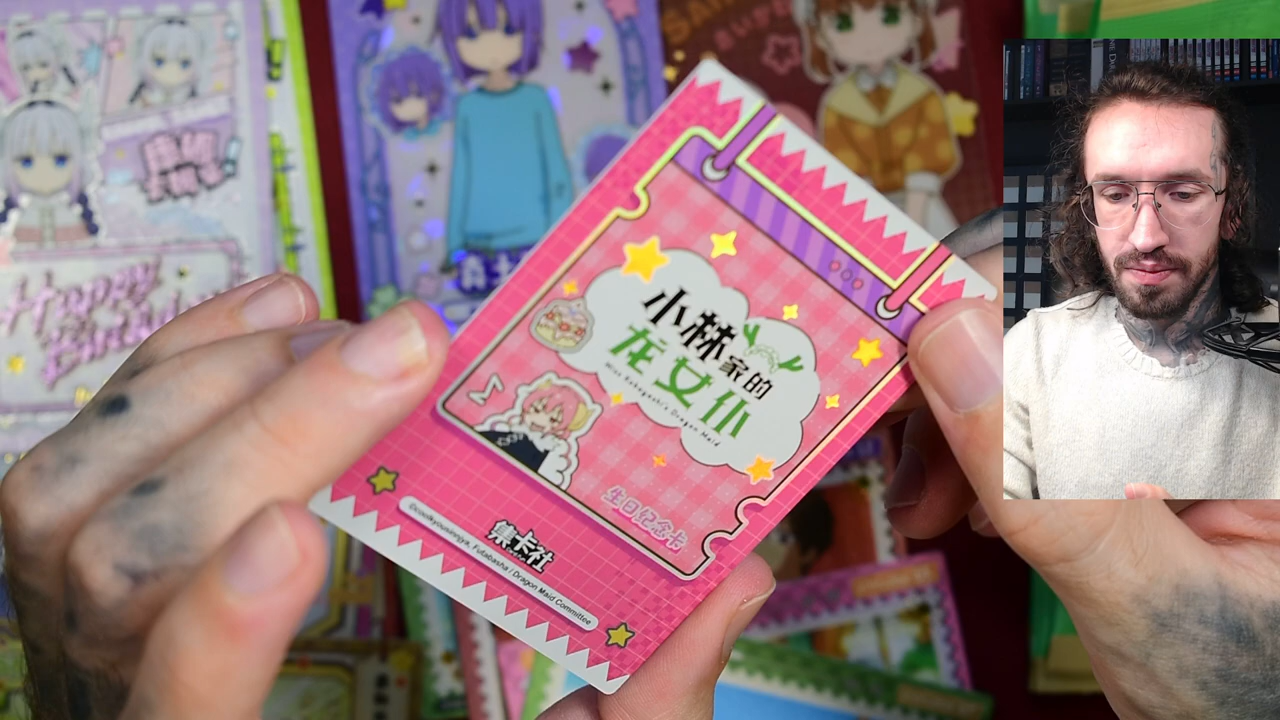 小林家的
龙女仆
Miss Kobayashi's Dragon Maid
生日纪念卡
集卡社
©coolkyousinnjya, Futabasha / Dragon Maid Committee
Happy
Birthday